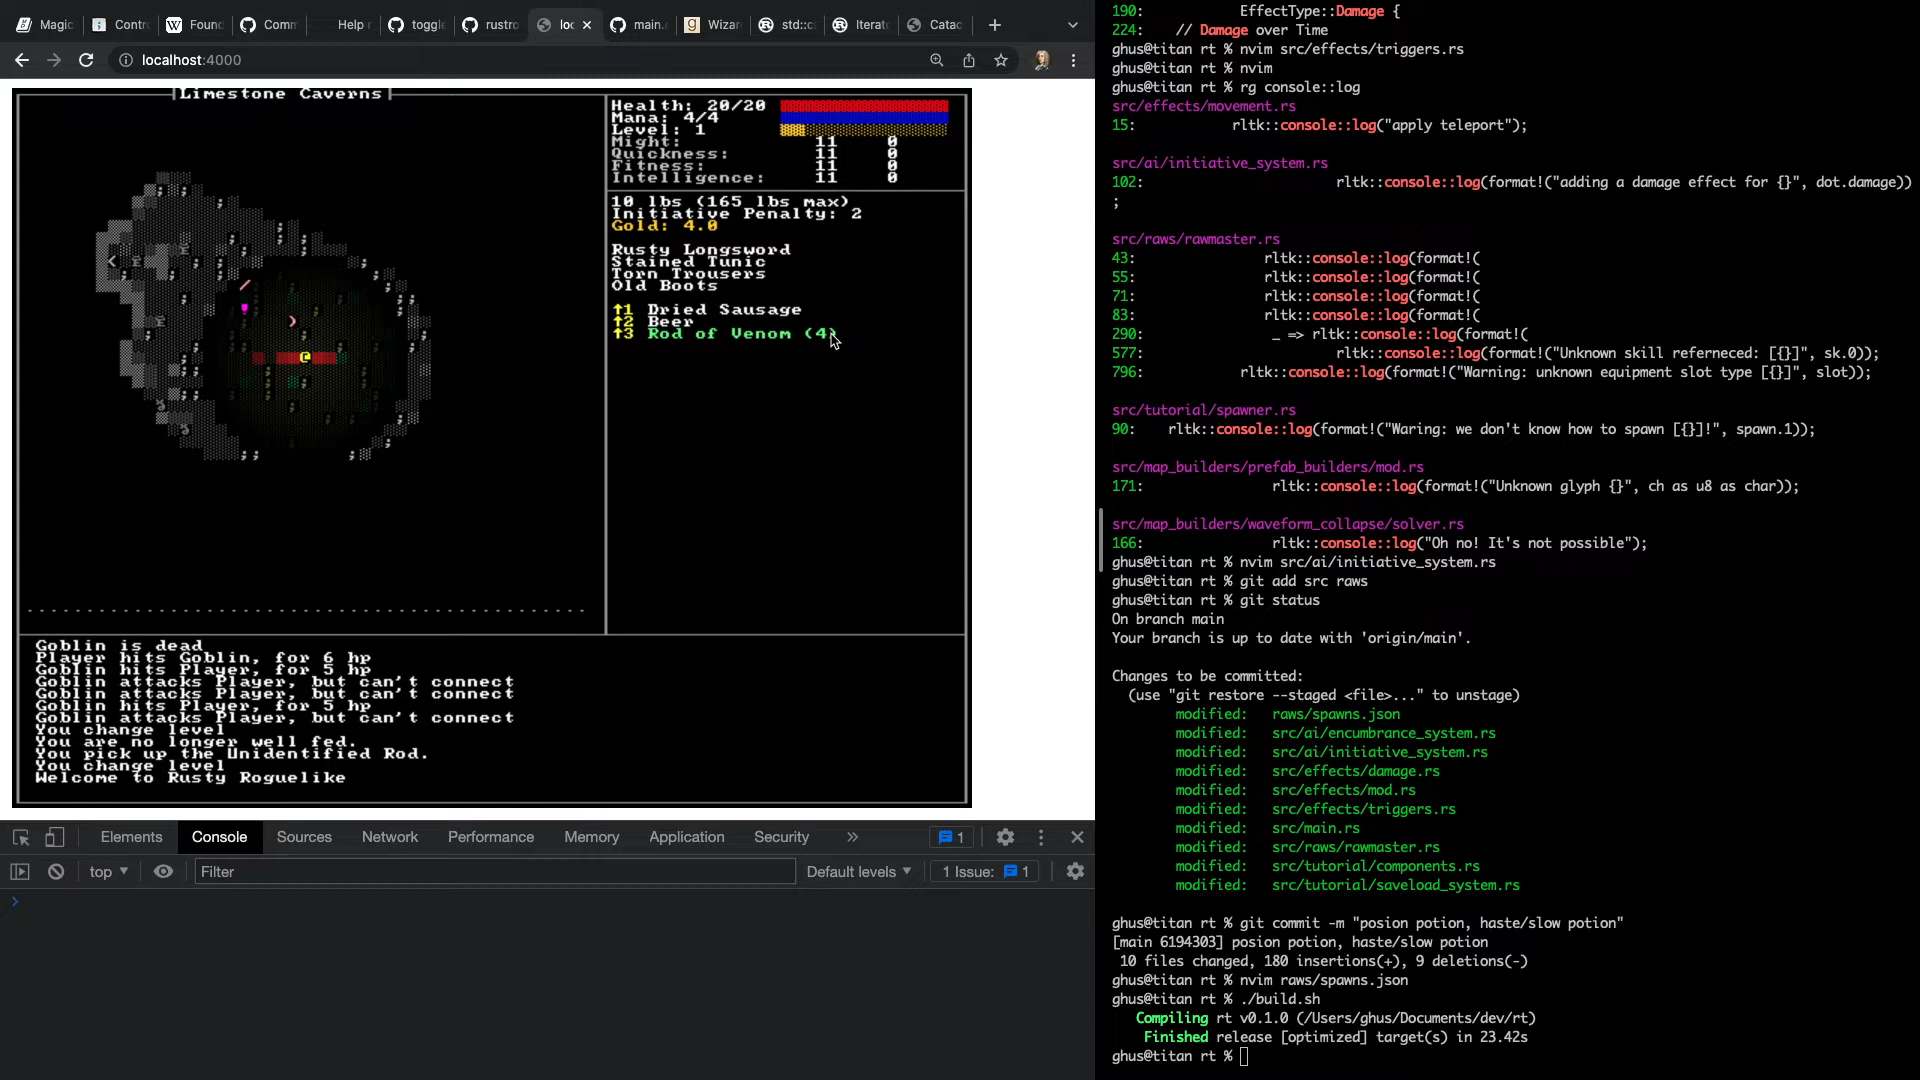 Magic
Contr
Foun
Comm
Help
toggle
rustro
loc
main.
Wizar
std::c
Iterato
Catac
localhost:4000
Limestone Caverns
Health: 20/20
Mana: 4/4
Level: 1
Might: 11 0
Quickness: 11 0
Fitness: 11 0
Intelligence: 11 0
10 lbs (165 lbs max)
Initiative Penalty: 2
Gold: 4.0
Rusty Longsword
Stained Tunic
Torn Trousers
Old Boots
↑1 Dried Sausage
↑2 Beer
↑3 Rod of Venom (4)
Goblin is dead
Player hits Goblin, for 6 hp
Goblin hits Player, for 5 hp
Goblin attacks Player, but can't connect
Goblin attacks Player, but can't connect
Goblin hits Player, for 5 hp
Goblin attacks Player, but can't connect
You change level
You are no longer well fed.
You pick up the Unidentified Rod.
You change level
Welcome to Rusty Roguelike
Elements Console Sources Network Performance Memory Application Security » 1
top Filter Default levels 1 Issue: 1
190: EffectType::Damage {
224: // Damage over Time
ghus@titan rt % nvim src/effects/triggers.rs
ghus@titan rt % nvim
ghus@titan rt % rg console::log
src/effects/movement.rs
15: rltk::console::log("apply teleport");
src/ai/initiative_system.rs
102: rltk::console::log(format!("adding a damage effect for {}", dot.damage))
;
src/raws/rawmaster.rs
43: rltk::console::log(format!(
55: rltk::console::log(format!(
71: rltk::console::log(format!(
83: rltk::console::log(format!(
290: _ => rltk::console::log(format!(
577: rltk::console::log(format!("Unknown skill referneced: [{}]", sk.0));
796: rltk::console::log(format!("Warning: unknown equipment slot type [{}]", slot));
src/tutorial/spawner.rs
90: rltk::console::log(format!("Waring: we don't know how to spawn [{}]!", spawn.1));
src/map_builders/prefab_builders/mod.rs
171: rltk::console::log(format!("Unknown glyph {}", ch as u8 as char));
src/map_builders/waveform_collapse/solver.rs
166: rltk::console::log("Oh no! It's not possible");
ghus@titan rt % nvim src/ai/initiative_system.rs
ghus@titan rt % git add src raws
ghus@titan rt % git status
On branch main
Your branch is up to date with 'origin/main'.
Changes to be committed:
(use "git restore --staged <file>..." to unstage)
modified: raws/spawns.json
modified: src/ai/encumbrance_system.rs
modified: src/ai/initiative_system.rs
modified: src/effects/damage.rs
modified: src/effects/mod.rs
modified: src/effects/triggers.rs
modified: src/main.rs
modified: src/raws/rawmaster.rs
modified: src/tutorial/components.rs
modified: src/tutorial/saveload_system.rs
ghus@titan rt % git commit -m "posion potion, haste/slow potion"
[main 6194303] posion potion, haste/slow potion
10 files changed, 180 insertions(+), 9 deletions(-)
ghus@titan rt % nvim raws/spawns.json
ghus@titan rt % ./build.sh
Compiling rt v0.1.0 (/Users/ghus/Documents/dev/rt)
Finished release [optimized] target(s) in 23.42s
ghus@titan rt %